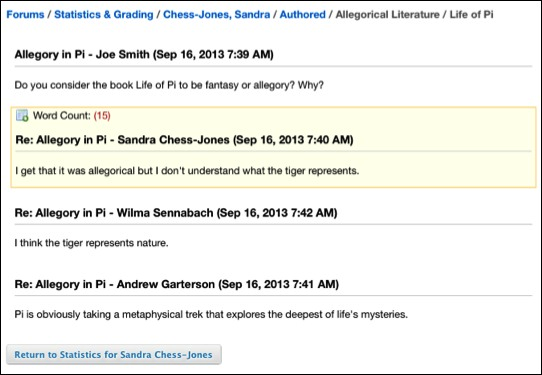 Forums / Statistics & Grading / Chess-Jones, Sandra / Authored / Allegorical Literature / Life of Pi
Allegory in Pi - Joe Smith (Sep 16, 2013 7:39 AM)
Do you consider the book Life of Pi to be fantasy or allegory? Why?
Word Count: (15)
Re: Allegory in Pi - Sandra Chess-Jones (Sep 16, 2013 7:40 AM)
I get that it was allegorical but I don't understand what the tiger represents.
Re: Allegory in Pi - Wilma Sennabach (Sep 16, 2013 7:42 AM)
I think the tiger represents nature.
Re: Allegory in Pi - Andrew Garterson (Sep 16, 2013 7:41 AM)
Pi is obviously taking a metaphysical trek that explores the deepest of life's mysteries.
Return to Statistics for Sandra Chess-Jones